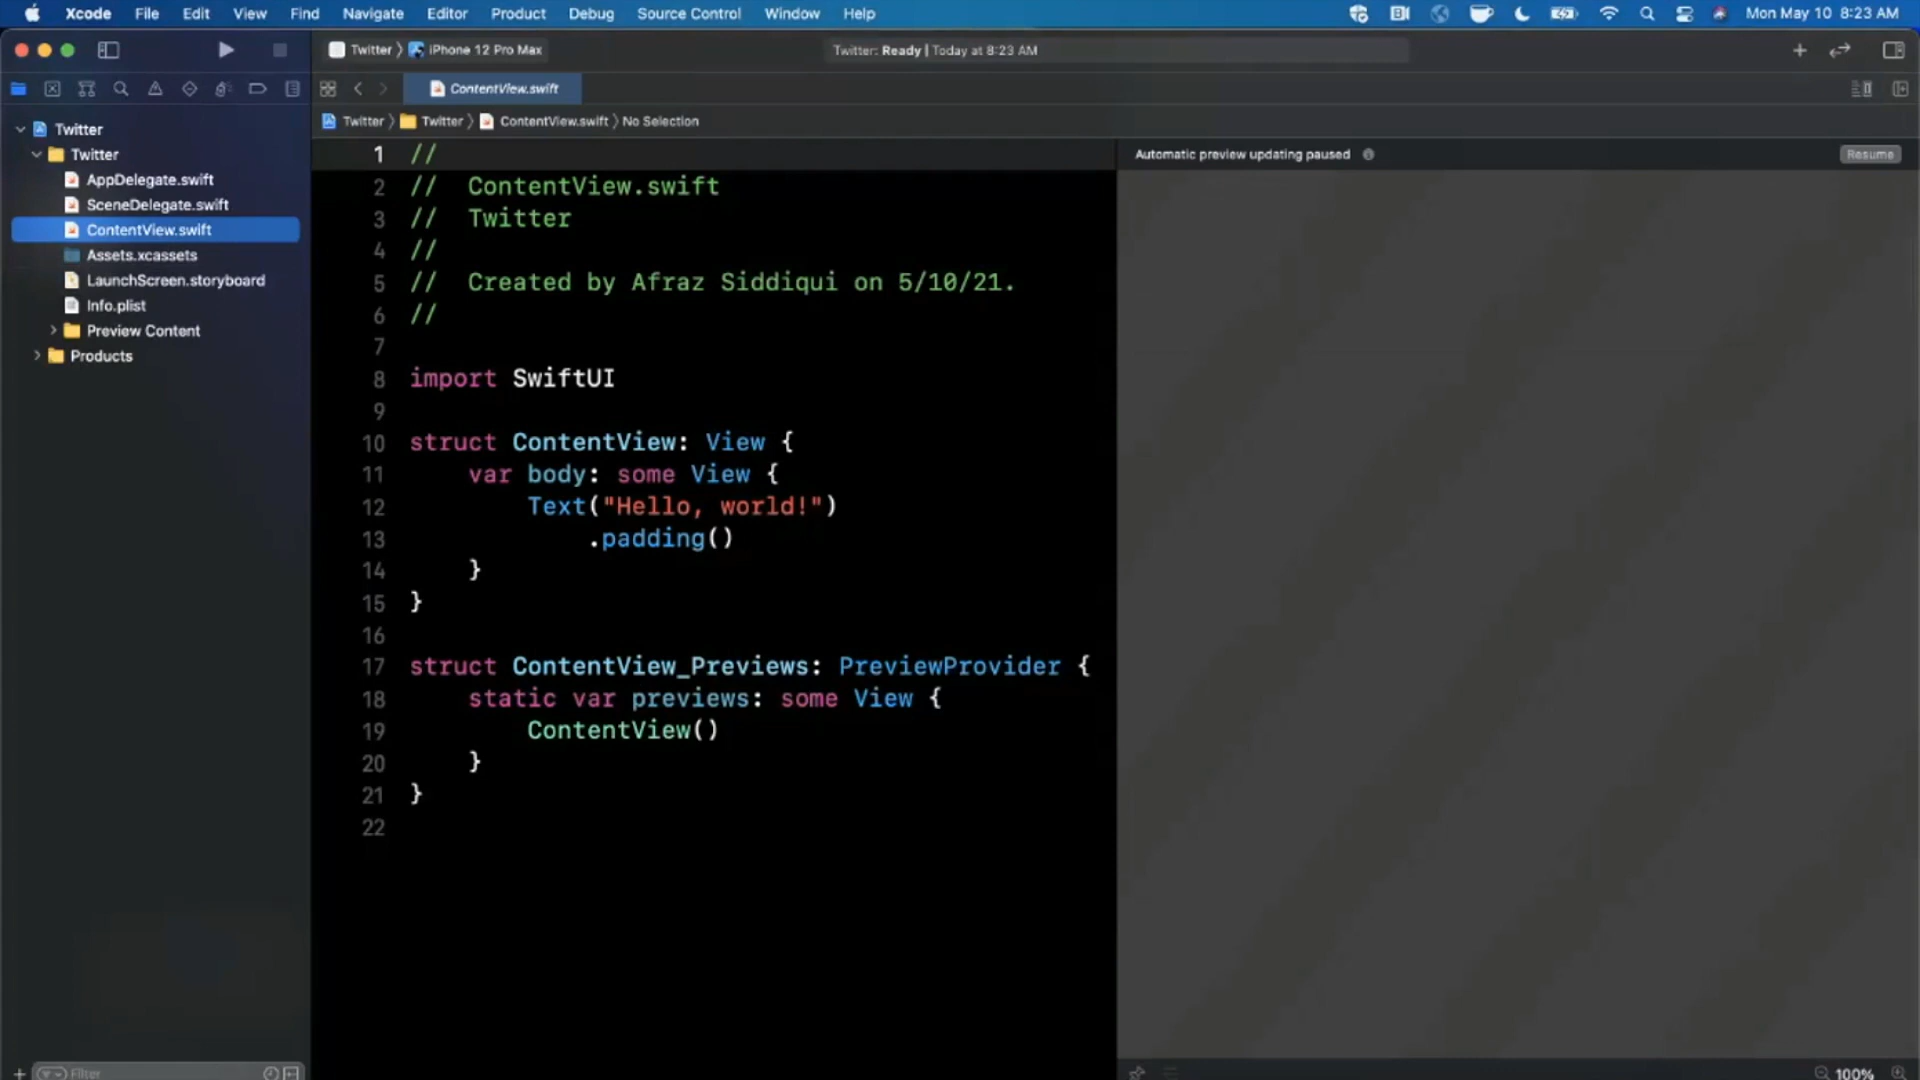 Xcode File Edit View Find Navigate Editor Product Debug Source Control Window Help Mon May 10 8:23 AM
Twitter 〉 iPhone 12 Pro Max Twitter: Ready | Today at 8:23 AM
ContentView.swift
Twitter 〉 Twitter 〉 ContentView.swift 〉 No Selection
Twitter
Twitter
AppDelegate.swift
SceneDelegate.swift
ContentView.swift
Assets.xcassets
LaunchScreen.storyboard
Info.plist
Preview Content
Products
Filter
1 //
2 //  ContentView.swift
3 //  Twitter
4 //
5 //  Created by Afraz Siddiqui on 5/10/21.
6 //
7
8 import SwiftUI
9
10 struct ContentView: View {
11     var body: some View {
12         Text("Hello, world!")
13             .padding()
14     }
15 }
16
17 struct ContentView_Previews: PreviewProvider {
18     static var previews: some View {
19         ContentView()
20     }
21 }
22
Automatic preview updating paused Resume
100%